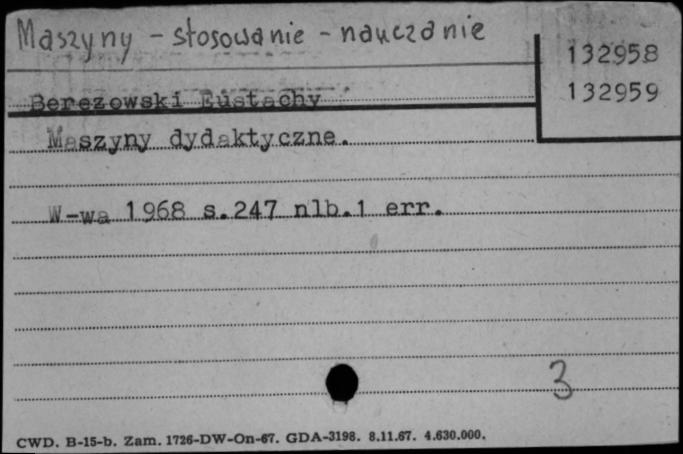 Maszyny - stosowanie - nauczanie
132958
132959
Berezowski Eustachy
Maszyny dydaktyczne.
W-wa 1968 s.247 nlb.1 err.
3
CWD. B-15-b. Zam. 1726-DW-On-67. GDA-3198. 8.11.67. 4.630.000.